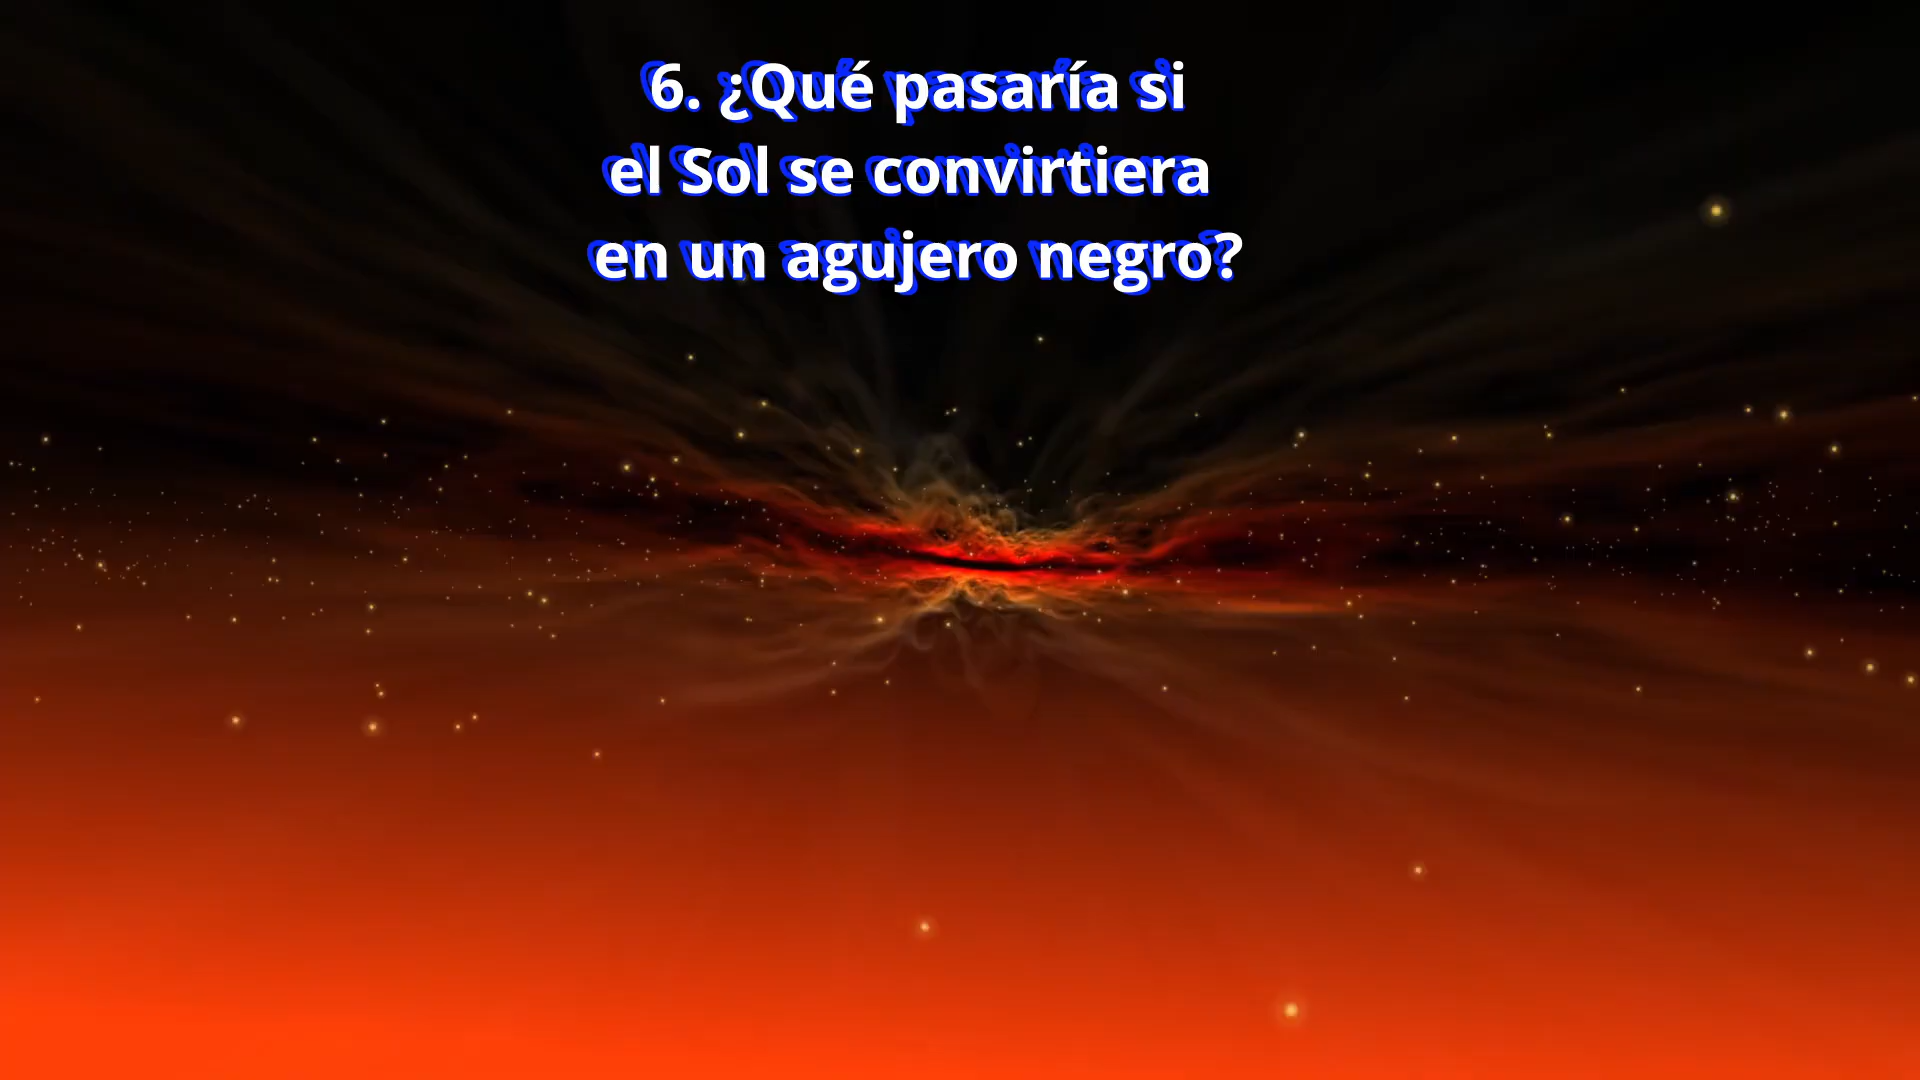 6. ¿Qué pasaría si
el Sol se convirtiera
en un agujero negro?